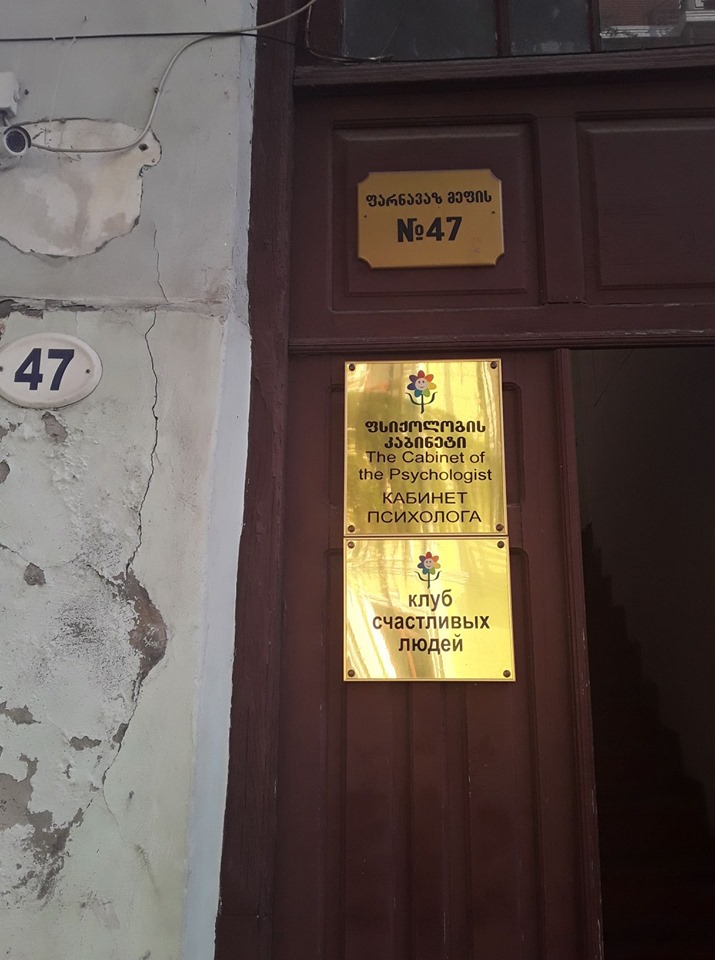 ფარნავაზ მეფის
№47
47
ფსიქოლოგის
კაბინეტი
The Cabinet of
the Psychologist
КАБИНЕТ
ПСИХОЛОГА
клуб
счастливых
людей